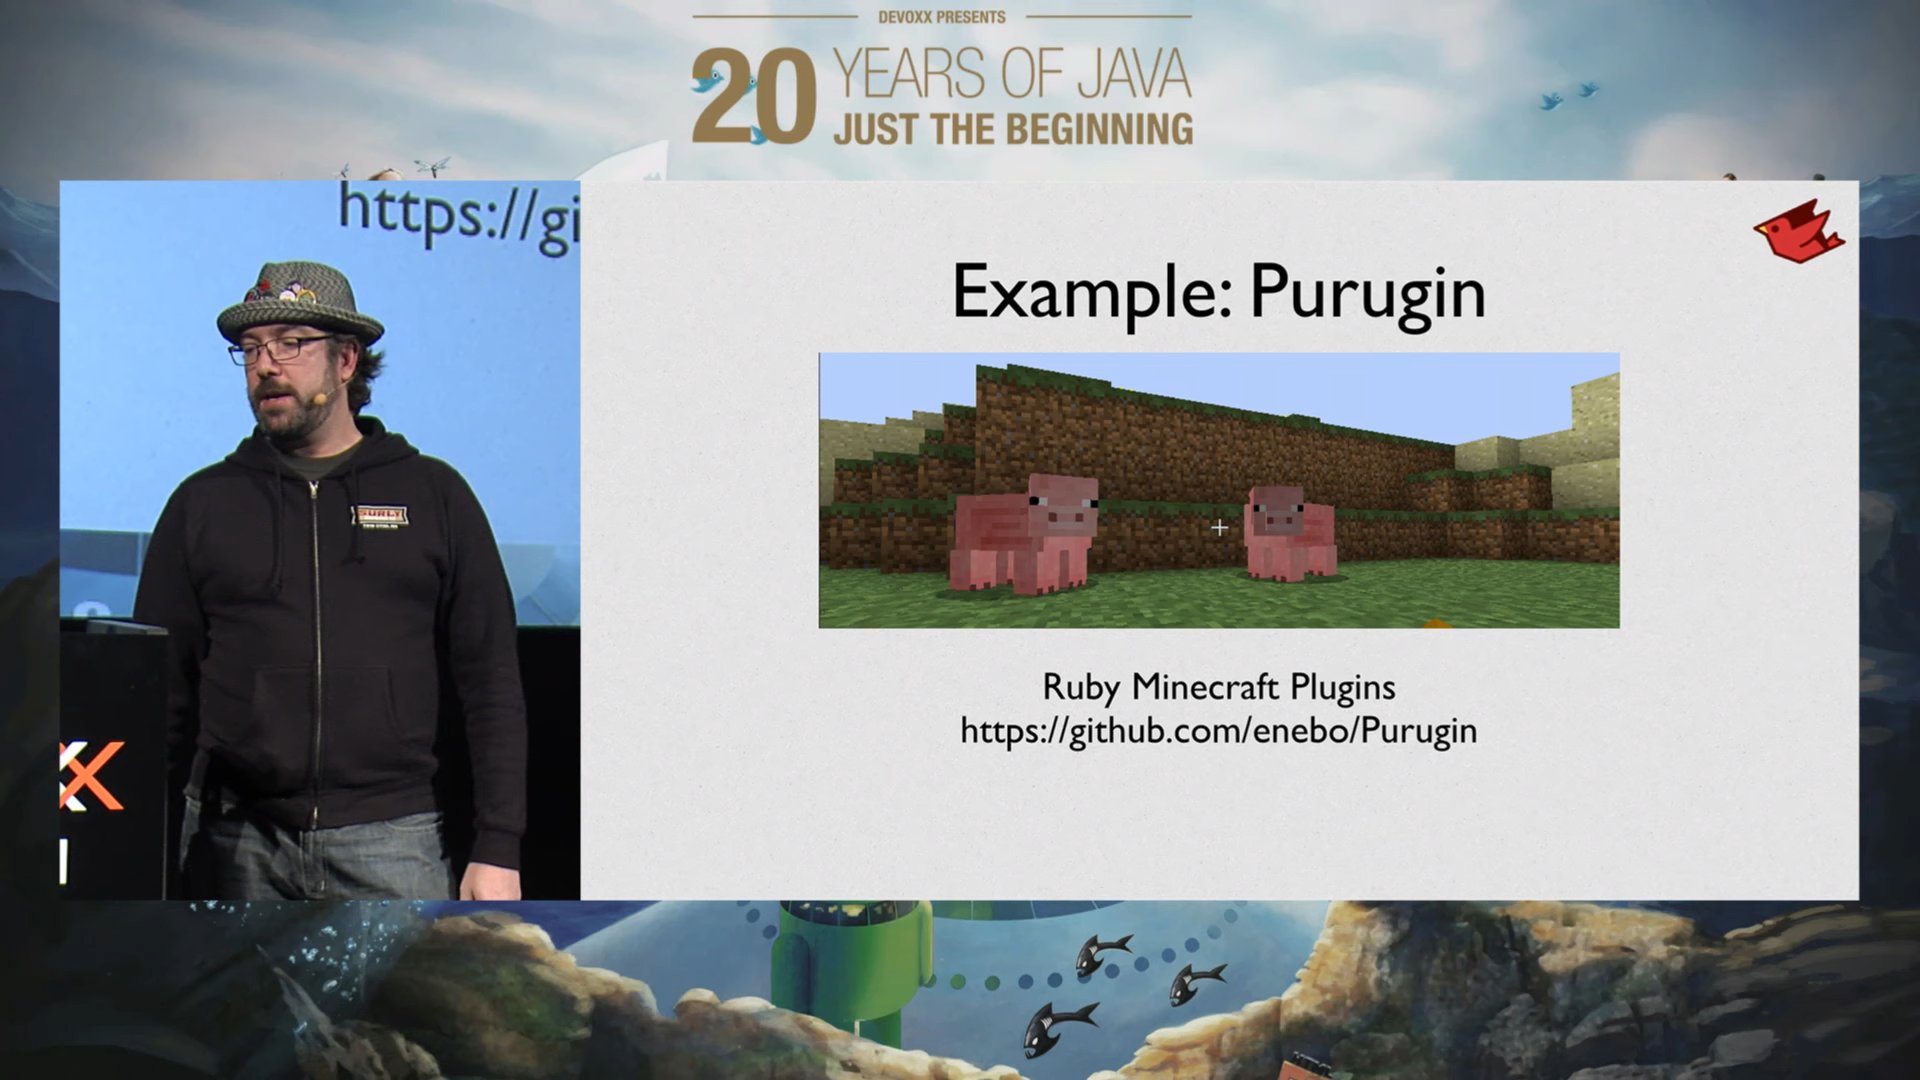 DEVOXX PRESENTS
20 YEARS OF JAVA
JUST THE BEGINNING
https://gi
SURLY
Example: Purugin
Ruby Minecraft Plugins
https://github.com/enebo/Purugin